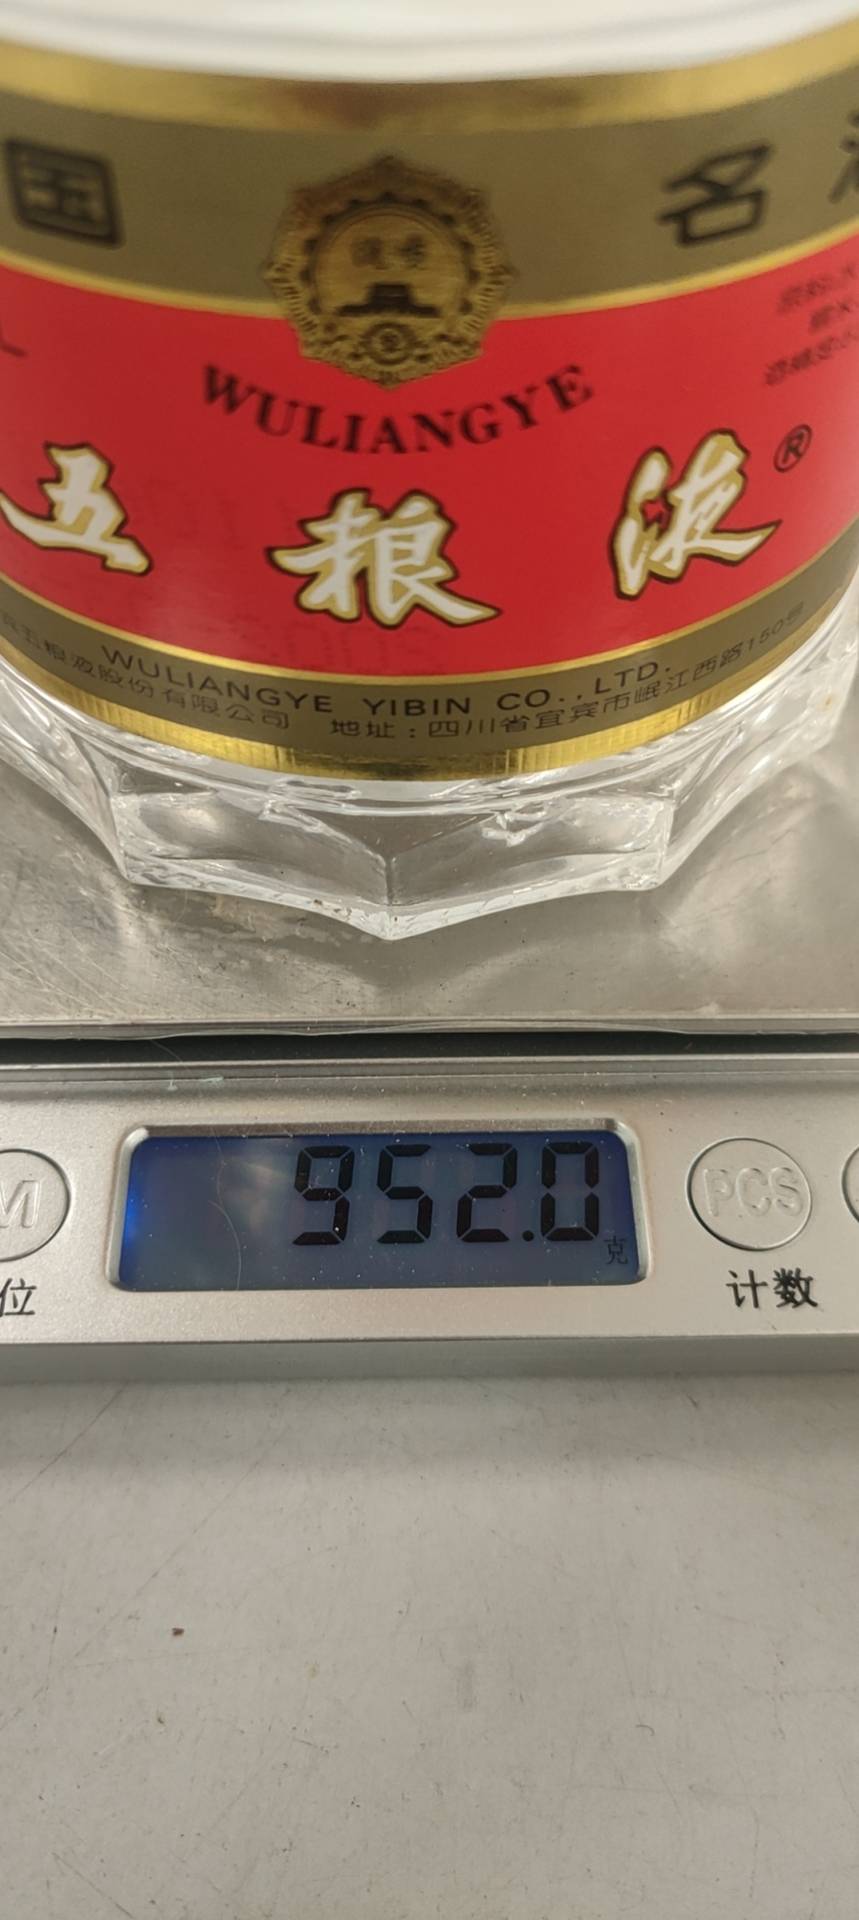 国 名
WULIANGYE
五粮液®
WULIANGYE YIBIN CO.,LTD.
五粮液股份有限公司 地址：四川省宜宾市岷江西路150号
952.0
克
M
PCS
位
计数